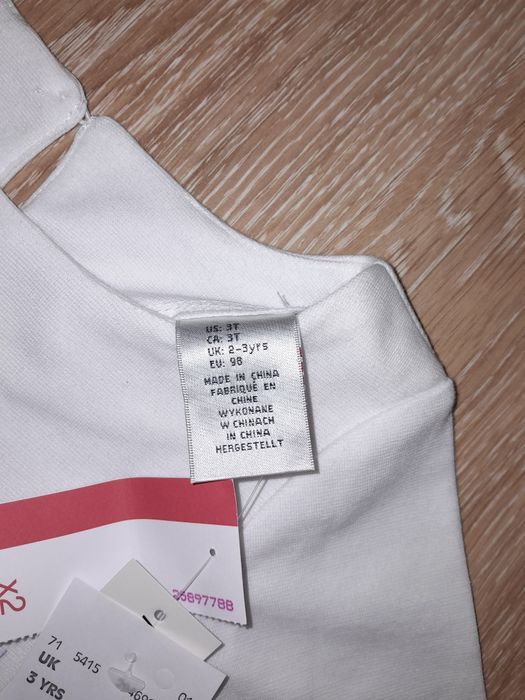 US: 3T
CA: 3T
UK: 2-3yrs
EU: 98
MADE IN CHINA
FABRIQUÉ EN
CHINE
WYKONANE
W CHINACH
IN CHINA
HERGESTELLT
26897788
X2
71 5415
UK
3 YRS